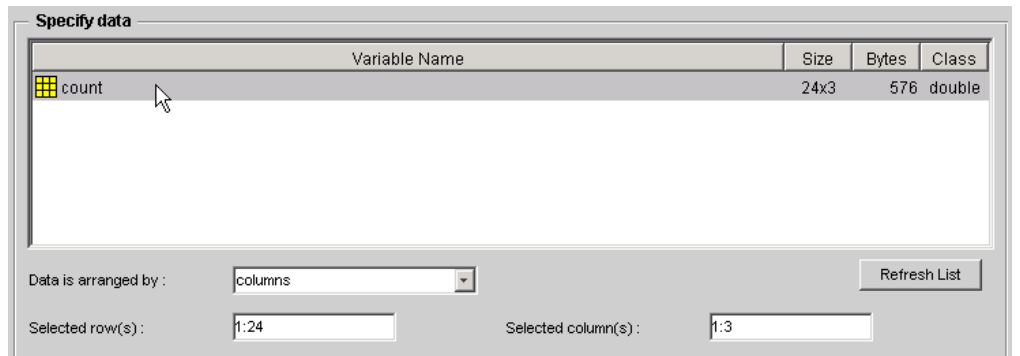 Specify data
Variable Name Size Bytes Class
count 24x3 576 double
Data is arranged by : columns Refresh List
Selected row(s) : 1:24 Selected column(s) : 1:3